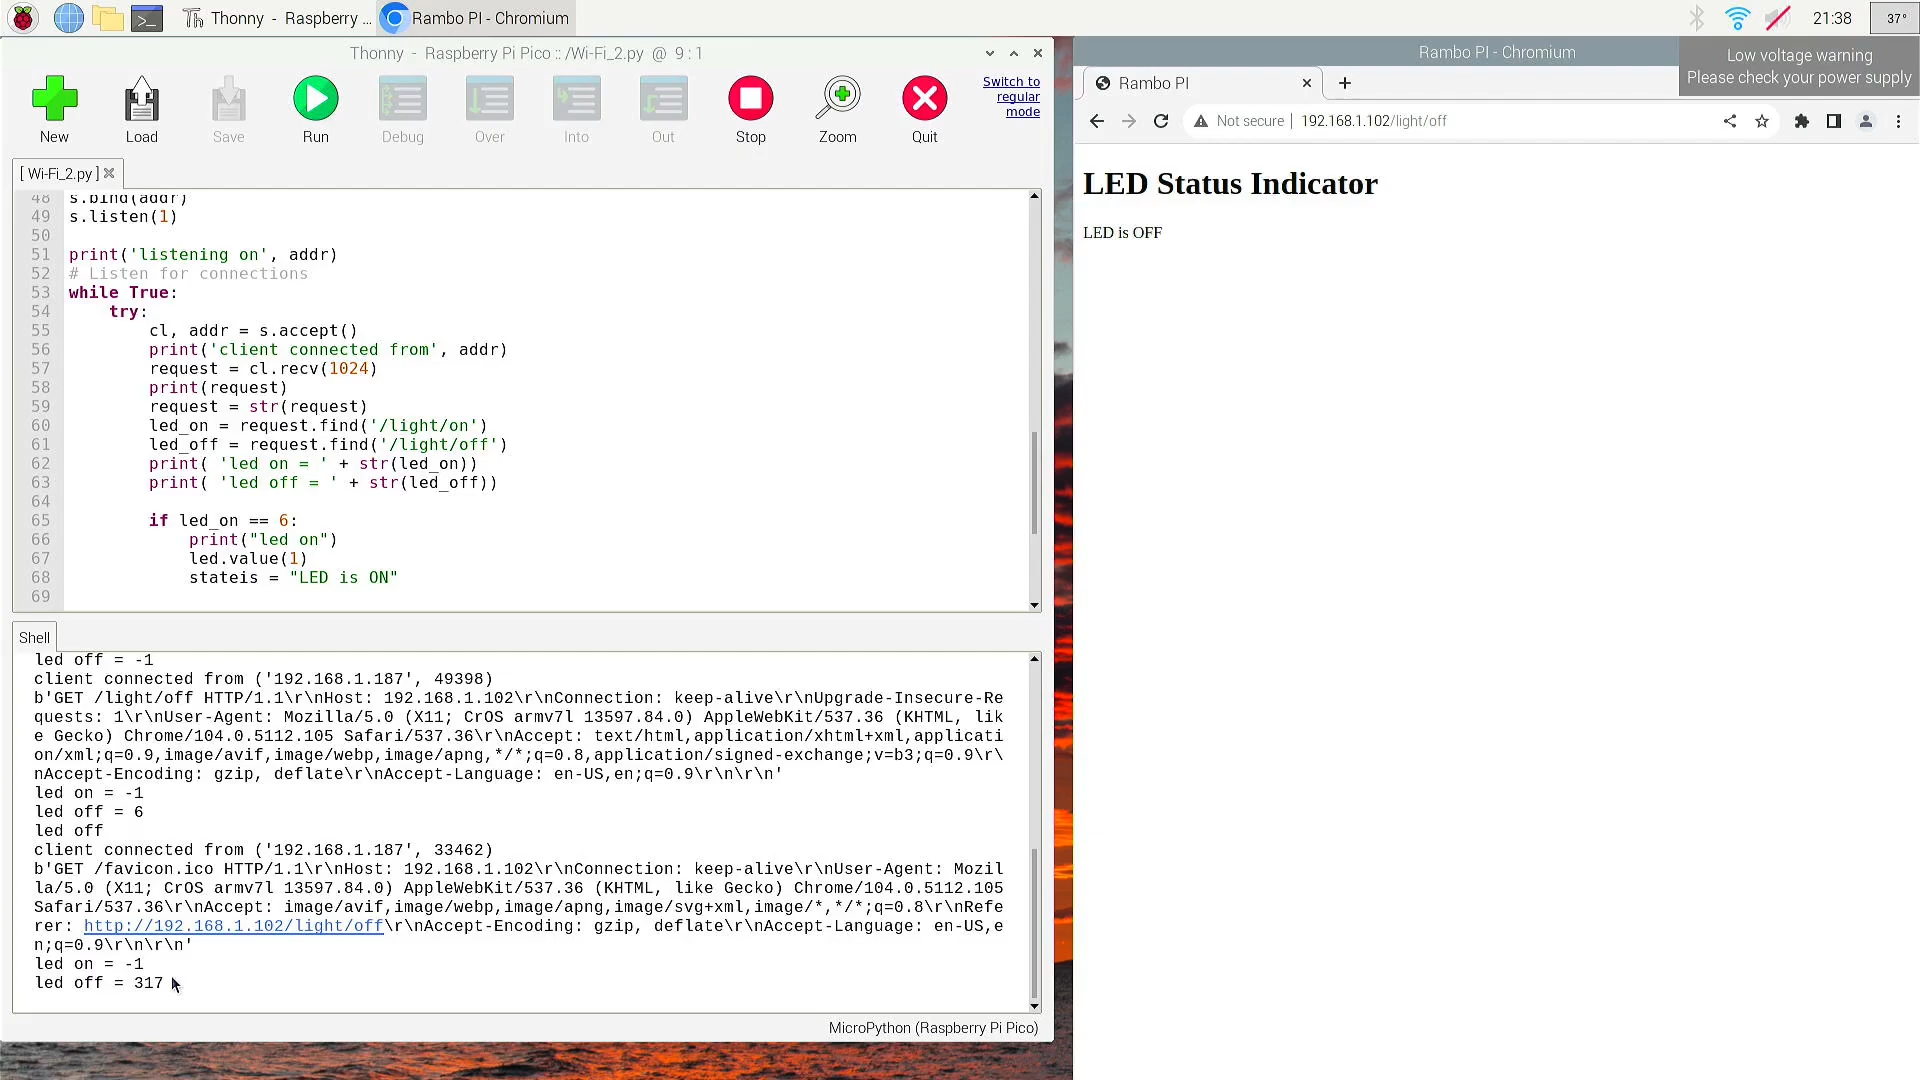 Thonny - Raspberry ...
Rambo PI - Chromium
21:38
37°
Thonny - Raspberry Pi Pico :: /Wi-Fi_2.py @ 9 : 1
New
Load
Save
Run
Debug
Over
Into
Out
Stop
Zoom
Quit
Switch to
regular
mode
[ Wi-Fi_2.py ]
48 s.bind(addr)
49 s.listen(1)
50
51 print('listening on', addr)
52 # Listen for connections
53 while True:
54 try:
55 cl, addr = s.accept()
56 print('client connected from', addr)
57 request = cl.recv(1024)
58 print(request)
59 request = str(request)
60 led_on = request.find('/light/on')
61 led_off = request.find('/light/off')
62 print( 'led on = ' + str(led_on))
63 print( 'led off = ' + str(led_off))
64
65 if led_on == 6:
66 print("led on")
67 led.value(1)
68 stateis = "LED is ON"
69
Shell
led off = -1
client connected from ('192.168.1.187', 49398)
b'GET /light/off HTTP/1.1\r\nHost: 192.168.1.102\r\nConnection: keep-alive\r\nUpgrade-Insecure-Re
quests: 1\r\nUser-Agent: Mozilla/5.0 (X11; CrOS armv7l 13597.84.0) AppleWebKit/537.36 (KHTML, lik
e Gecko) Chrome/104.0.5112.105 Safari/537.36\r\nAccept: text/html,application/xhtml+xml,applicati
on/xml;q=0.9,image/avif,image/webp,image/apng,*/*;q=0.8,application/signed-exchange;v=b3;q=0.9\r\
nAccept-Encoding: gzip, deflate\r\nAccept-Language: en-US,en;q=0.9\r\n\r\n'
led on = -1
led off = 6
led off
client connected from ('192.168.1.187', 33462)
b'GET /favicon.ico HTTP/1.1\r\nHost: 192.168.1.102\r\nConnection: keep-alive\r\nUser-Agent: Mozil
la/5.0 (X11; CrOS armv7l 13597.84.0) AppleWebKit/537.36 (KHTML, like Gecko) Chrome/104.0.5112.105
Safari/537.36\r\nAccept: image/avif,image/webp,image/apng,image/svg+xml,image/*,*/*;q=0.8\r\nRefe
rer: http://192.168.1.102/light/off\r\nAccept-Encoding: gzip, deflate\r\nAccept-Language: en-US,e
n;q=0.9\r\n\r\n'
led on = -1
led off = 317
MicroPython (Raspberry Pi Pico)
Rambo PI - Chromium
Low voltage warning
Please check your power supply
Rambo PI
Not secure | 192.168.1.102/light/off
LED Status Indicator
LED is OFF